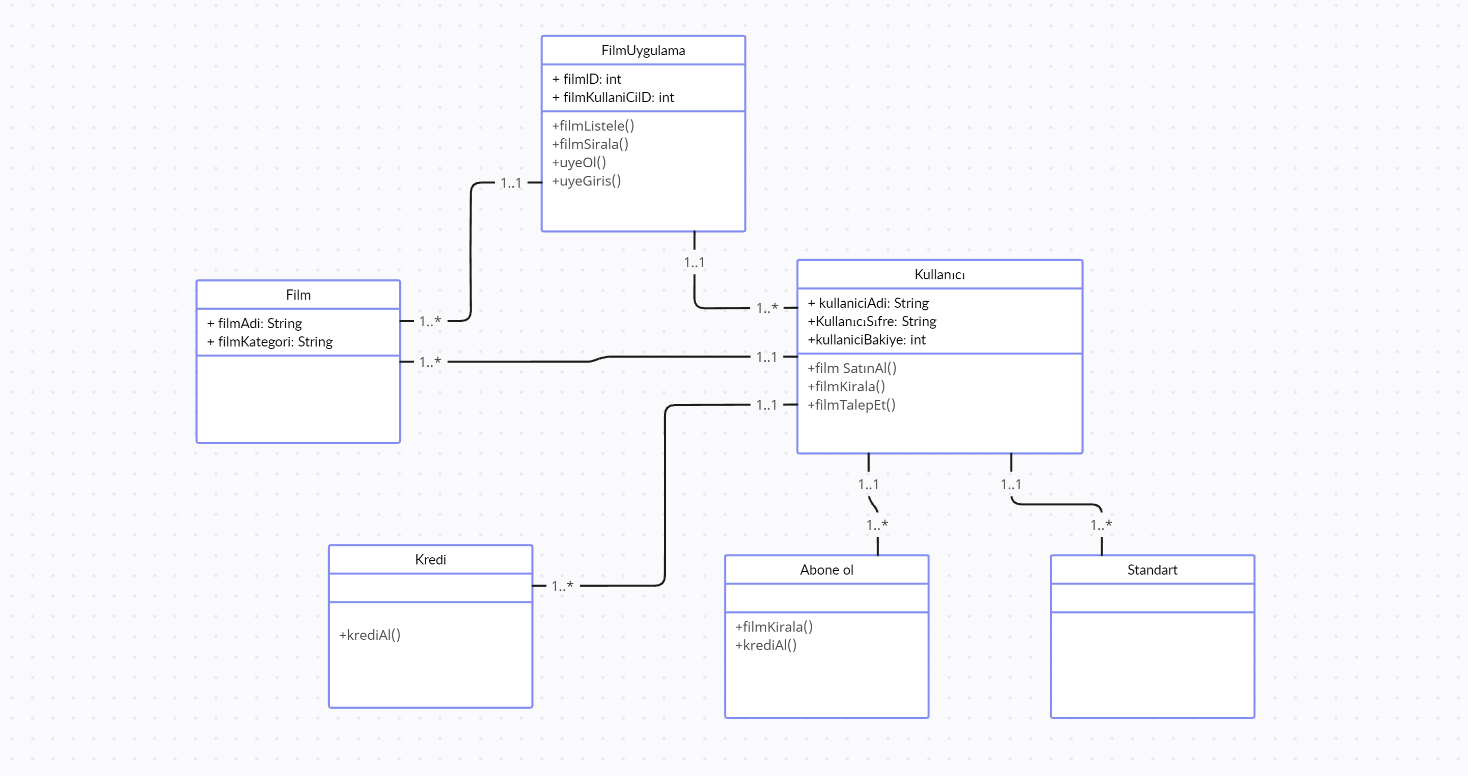 FilmUygulama
+ filmID: int
+ filmKullaniCiID: int
+filmListele()
+filmSirala()
+uyeOl()
+uyeGiris()
1..1
1..1
Film
+ filmAdi: String
+ filmKategori: String
1..*
1..*
Kullanıcı
+ kullaniciAdi: String
+KullanıcıSıfre: String
+kullaniciBakiye: int
+film SatınAl()
+filmKirala()
+filmTalepEt()
1..*
1..1
1..1
1..1
1..1
1..*
1..*
Kredi
+krediAl()
1..*
Abone ol
+filmKirala()
+krediAl()
Standart